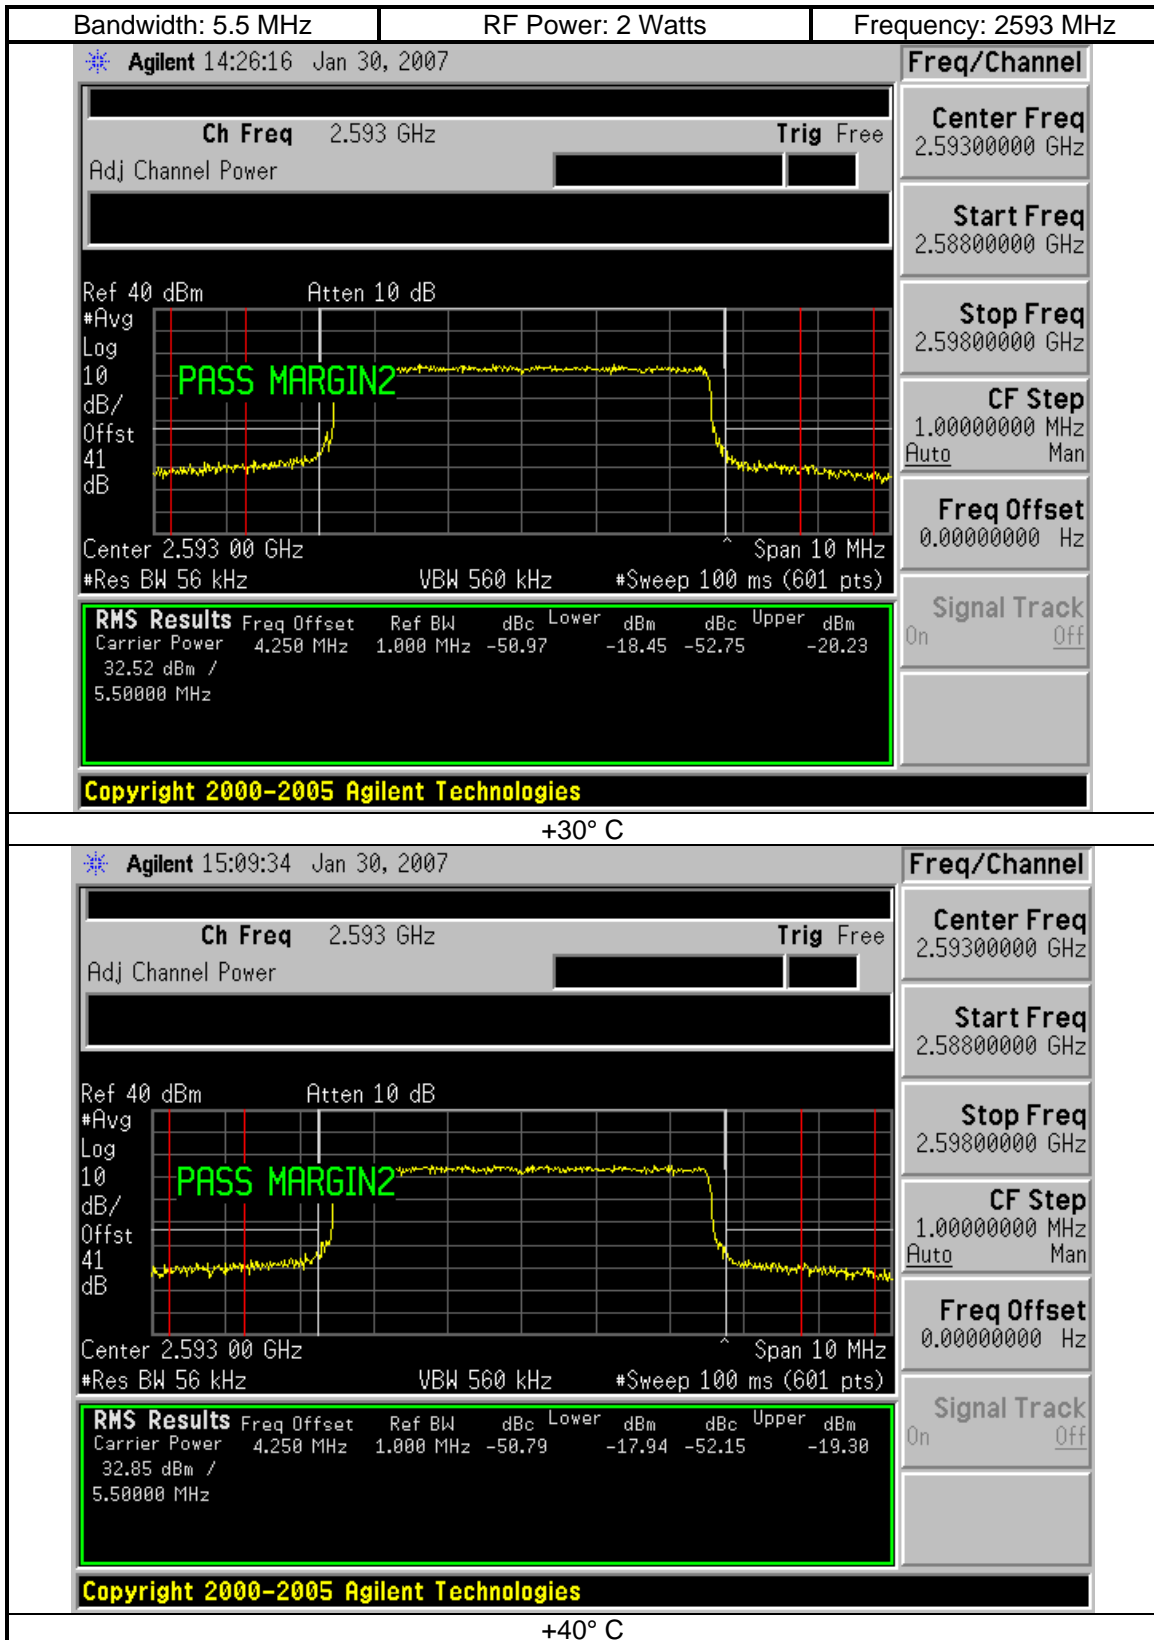 Bandwidth: 5.5 MHz RF Power: 2 Watts Frequency: 2593 MHz
Agilent 14:26:16 Jan 30, 2007 Freq/Channel
Ch Freq 2.593 GHz Trig Free
Adj Channel Power
Center Freq
2.59300000 GHz
Start Freq
2.58800000 GHz
Stop Freq
2.59800000 GHz
CF Step
1.00000000 MHz
Auto Man
Freq Offset
0.00000000 Hz
Signal Track
On Off
Ref 40 dBm Atten 10 dB
#Avg
Log
10
dB/
Offst
41
dB
PASS MARGIN2
Center 2.593 00 GHz ^ Span 10 MHz
#Res BW 56 kHz VBW 560 kHz #Sweep 100 ms (601 pts)
RMS Results Freq Offset Ref BW dBc Lower dBm dBc Upper dBm
Carrier Power 4.250 MHz 1.000 MHz -50.97 -18.45 -52.75 -20.23
32.52 dBm /
5.50000 MHz
Copyright 2000-2005 Agilent Technologies
+30° C
Agilent 15:09:34 Jan 30, 2007 Freq/Channel
Ch Freq 2.593 GHz Trig Free
Adj Channel Power
Center Freq
2.59300000 GHz
Start Freq
2.58800000 GHz
Stop Freq
2.59800000 GHz
CF Step
1.00000000 MHz
Auto Man
Freq Offset
0.00000000 Hz
Signal Track
On Off
Ref 40 dBm Atten 10 dB
#Avg
Log
10
dB/
Offst
41
dB
PASS MARGIN2
Center 2.593 00 GHz ^ Span 10 MHz
#Res BW 56 kHz VBW 560 kHz #Sweep 100 ms (601 pts)
RMS Results Freq Offset Ref BW dBc Lower dBm dBc Upper dBm
Carrier Power 4.250 MHz 1.000 MHz -50.79 -17.94 -52.15 -19.30
32.85 dBm /
5.50000 MHz
Copyright 2000-2005 Agilent Technologies
+40° C